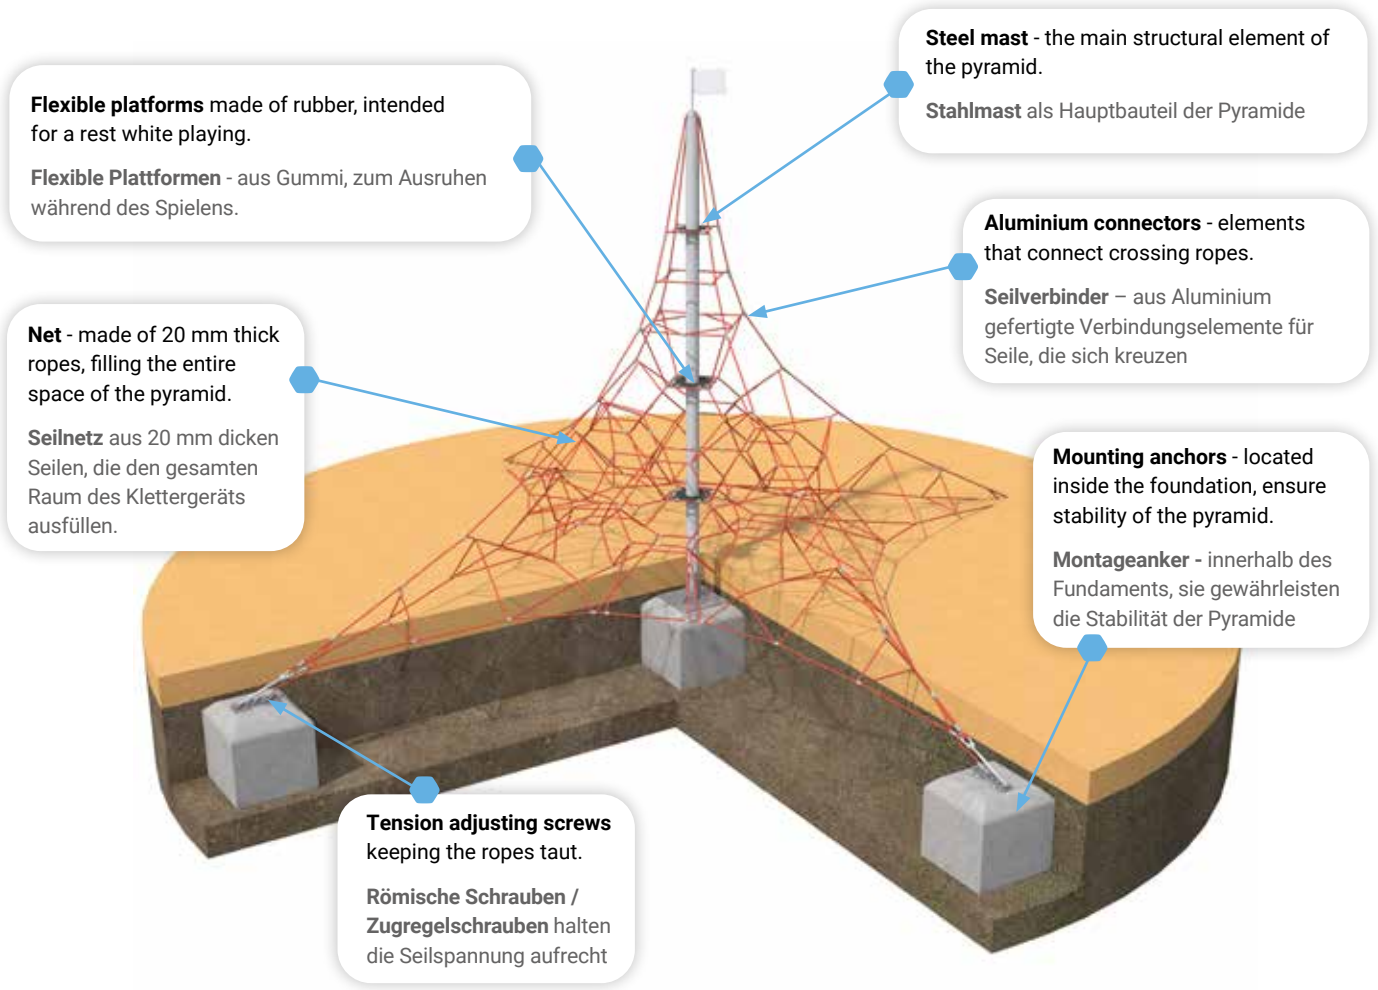 Steel mast - the main structural element of
the pyramid.
Stahlmast als Hauptbauteil der Pyramide
Flexible platforms made of rubber, intended
for a rest white playing.
Flexible Plattformen - aus Gummi, zum Ausruhen
während des Spielens.
Aluminium connectors - elements
that connect crossing ropes.
Seilverbinder – aus Aluminium
gefertigte Verbindungselemente für
Seile, die sich kreuzen
Net - made of 20 mm thick
ropes, filling the entire
space of the pyramid.
Seilnetz aus 20 mm dicken
Seilen, die den gesamten
Raum des Klettergeräts
ausfüllen.
Mounting anchors - located
inside the foundation, ensure
stability of the pyramid.
Montageanker - innerhalb des
Fundaments, sie gewährleisten
die Stabilität der Pyramide
Tension adjusting screws
keeping the ropes taut.
Römische Schrauben /
Zugregelschrauben halten
die Seilspannung aufrecht